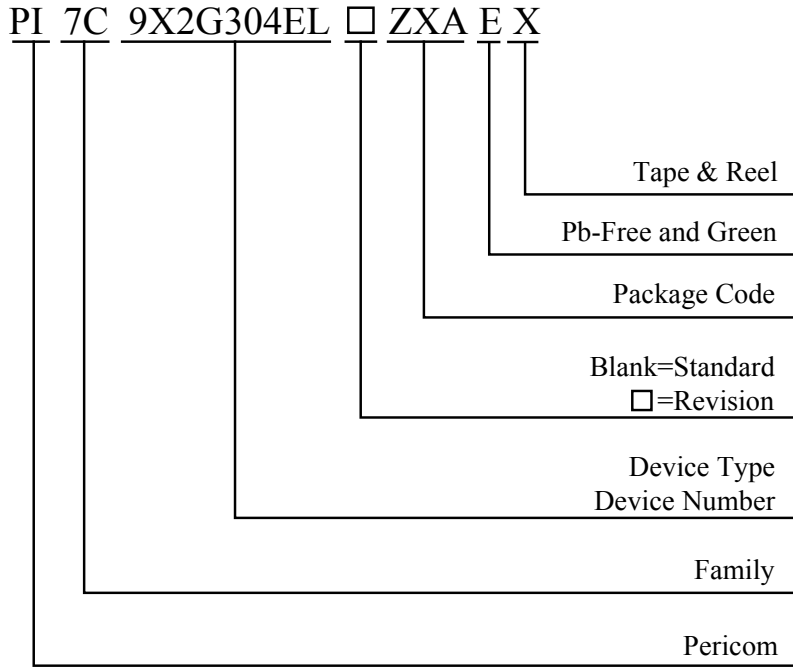 PI 7C 9X2G304EL □ ZXA E X
Tape & Reel
Pb-Free and Green
Package Code
Blank=Standard
□=Revision
Device Type
Device Number
Family
Pericom